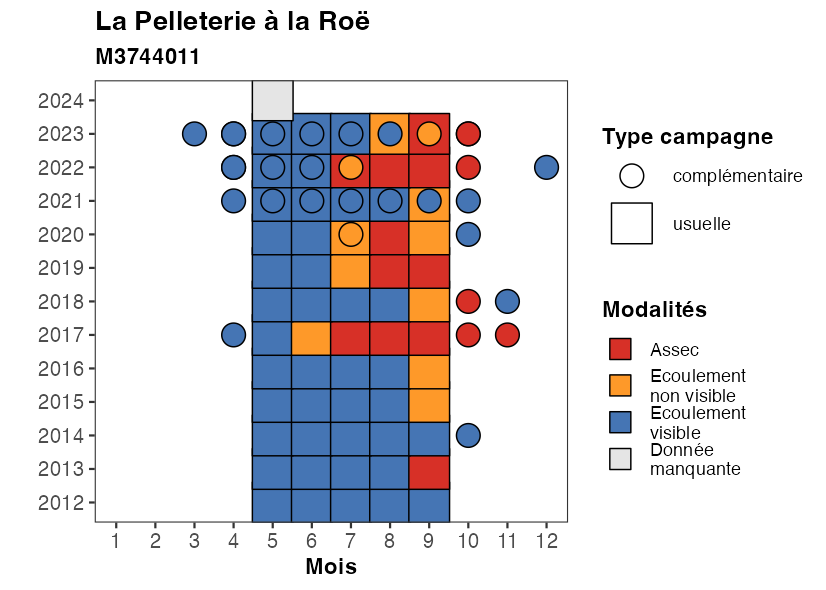 La Pelleterie à la Roë
M3744011
2024
2023
2022
2021
2020
2019
2018
2017
2016
2015
2014
2013
2012
1 2 3 4 5 6 7 8 9 10 11 12
Mois
Type campagne
complémentaire
usuelle
Modalités
Assec
Ecoulement
non visible
Ecoulement
visible
Donnée
manquante